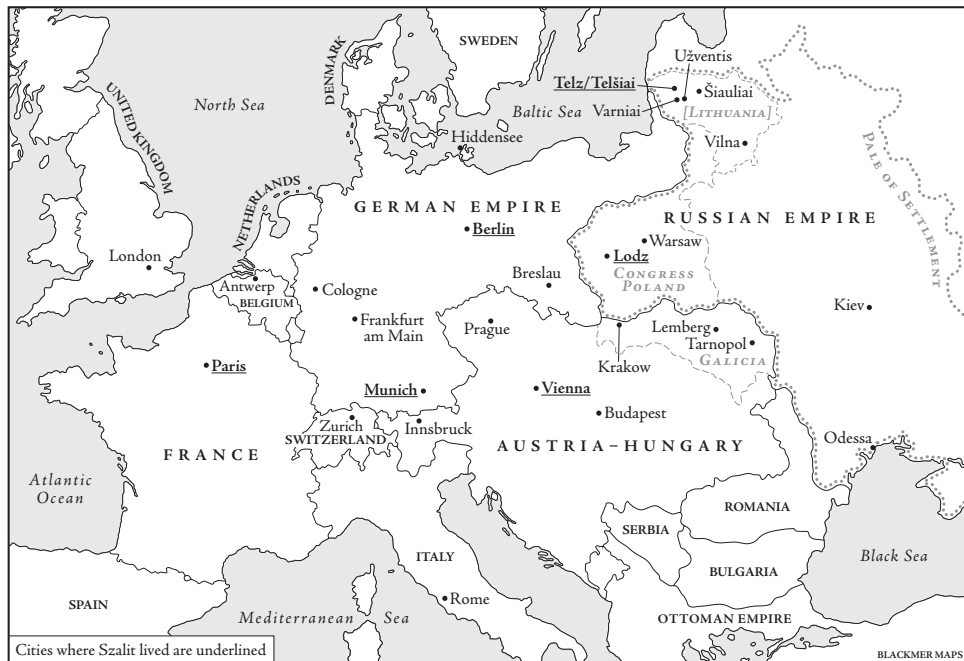 SWEDEN
DENMARK
UNITED KINGDOM
North Sea
Baltic Sea
Užventis
Telz/Telšiai
Šiauliai
Varniai
[LITHUANIA]
Vilna
Hiddensee
NETHERLANDS
PALE OF SETTLEMENT
GERMAN EMPIRE
RUSSIAN EMPIRE
Berlin
London
Warsaw
Lodz
CONGRESS
POLAND
Antwerp
BELGIUM
Cologne
Breslau
Kiev
Frankfurt
am Main
Prague
Lemberg
Tarnopol
GALICIA
Krakow
Paris
Munich
Vienna
Budapest
Zurich
SWITZERLAND
Innsbruck
FRANCE
AUSTRIA–HUNGARY
Odessa
Atlantic
Ocean
ROMANIA
SERBIA
ITALY
BULGARIA
Black Sea
SPAIN
Rome
Mediterranean Sea
OTTOMAN EMPIRE
Cities where Szalit lived are underlined
BLACKMER MAPS